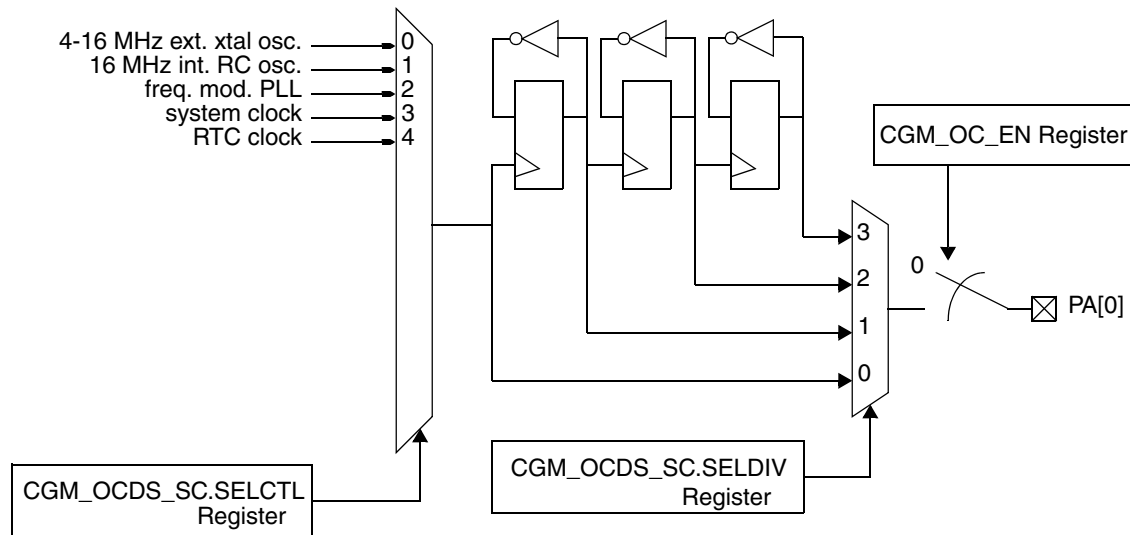 4-16 MHz ext. xtal osc.
16 MHz int. RC osc.
freq. mod. PLL
system clock
RTC clock
0
1
2
3
4
CGM_OC_EN Register
3
2
1
0
0
PA[0]
CGM_OCDS_SC.SELDIV
Register
CGM_OCDS_SC.SELCTL
Register